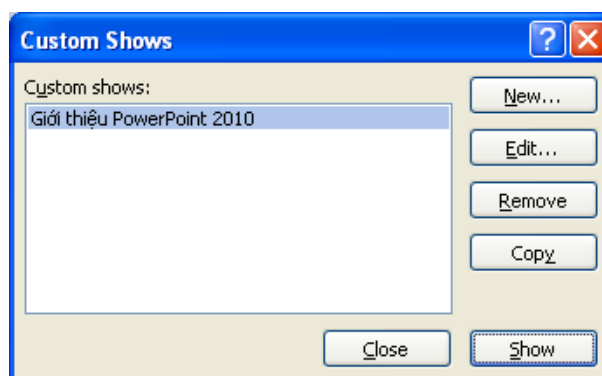 Custom Shows
Custom shows:
Giới thiệu PowerPoint 2010
New...
Edit...
Remove
Copy
Close
Show